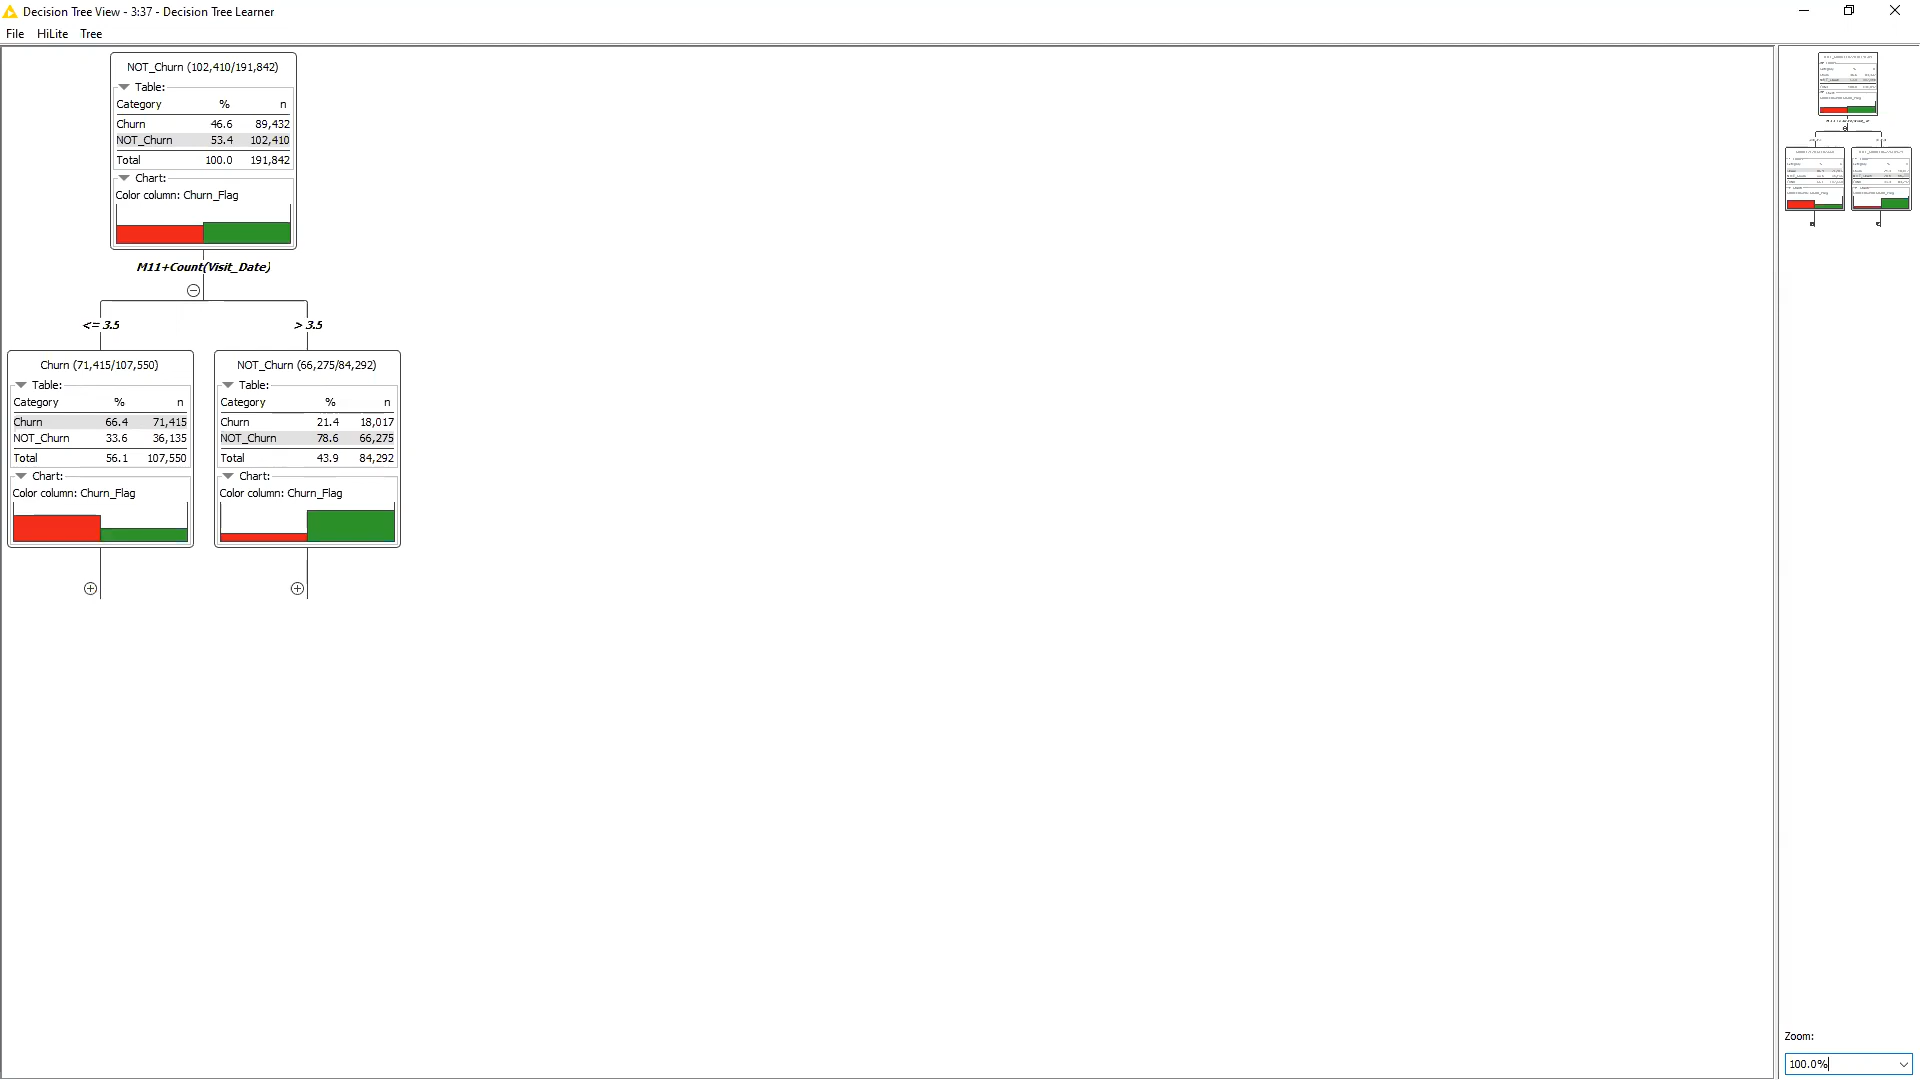 Decision Tree View - 3:37 - Decision Tree Learner
File HiLite Tree
NOT_Churn (102,410/191,842)
Table:
Category % n
Churn 46.6 89,432
NOT_Churn 53.4 102,410
Total 100.0 191,842
Chart:
Color column: Churn_Flag
M11+Count(Visit_Date)
<= 3.5
> 3.5
Churn (71,415/107,550)
Table:
Category % n
Churn 66.4 71,415
NOT_Churn 33.6 36,135
Total 56.1 107,550
Chart:
Color column: Churn_Flag
NOT_Churn (66,275/84,292)
Table:
Category % n
Churn 21.4 18,017
NOT_Churn 78.6 66,275
Total 43.9 84,292
Chart:
Color column: Churn_Flag
Zoom:
100.0%